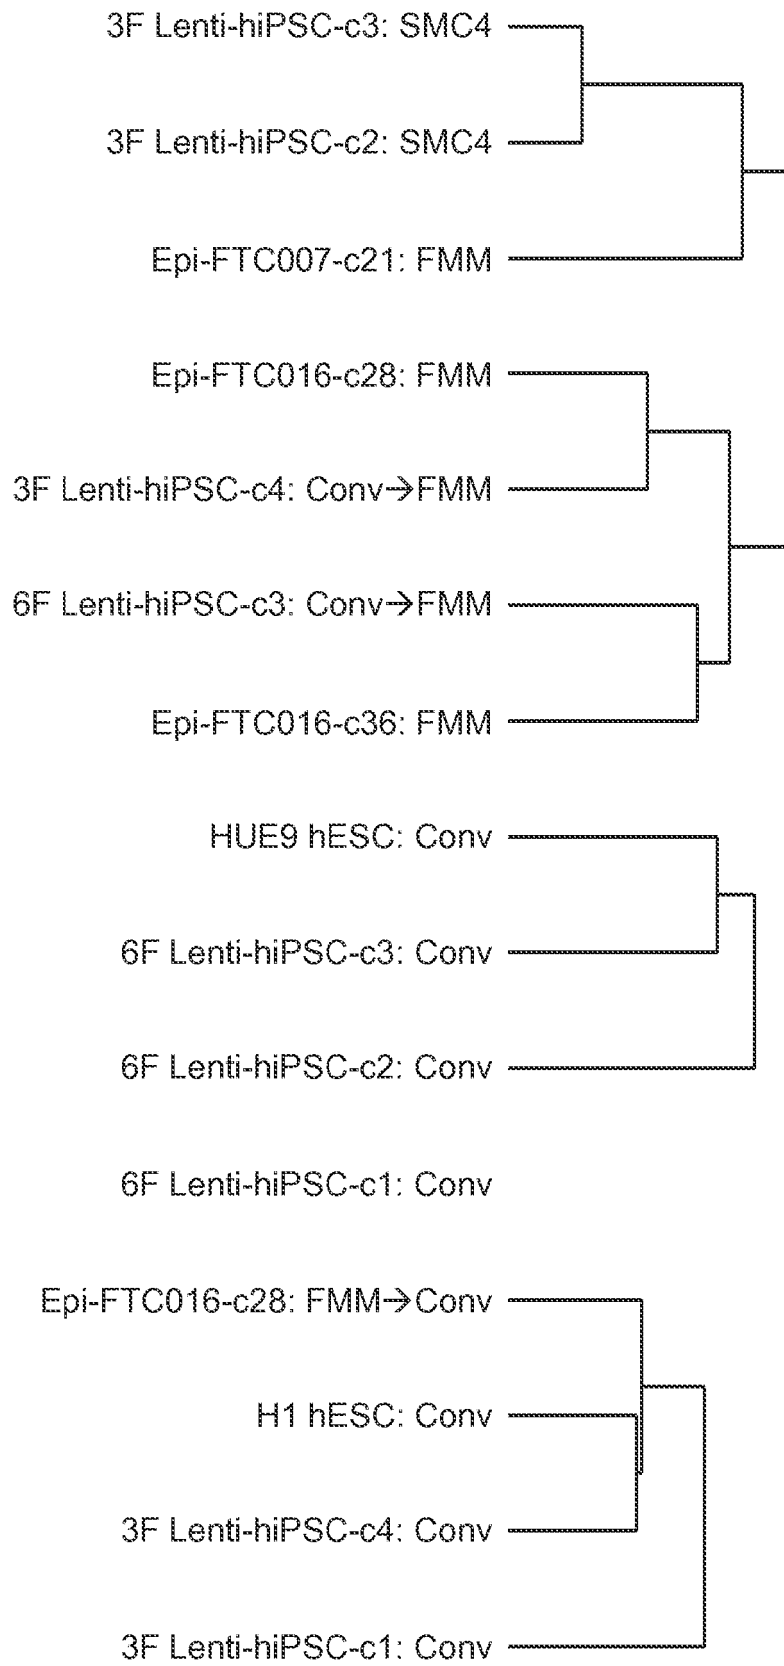 3F Lenti-hiPSC-c3: SMC4
3F Lenti-hiPSC-c2: SMC4
Epi-FTC007-c21: FMM
Epi-FTC016-c28: FMM
3F Lenti-hiPSC-c4: Conv→FMM
6F Lenti-hiPSC-c3: Conv→FMM
Epi-FTC016-c36: FMM
HUE9 hESC: Conv
6F Lenti-hiPSC-c3: Conv
6F Lenti-hiPSC-c2: Conv
6F Lenti-hiPSC-c1: Conv
Epi-FTC016-c28: FMM→Conv
H1 hESC: Conv
3F Lenti-hiPSC-c4: Conv
3F Lenti-hiPSC-c1: Conv